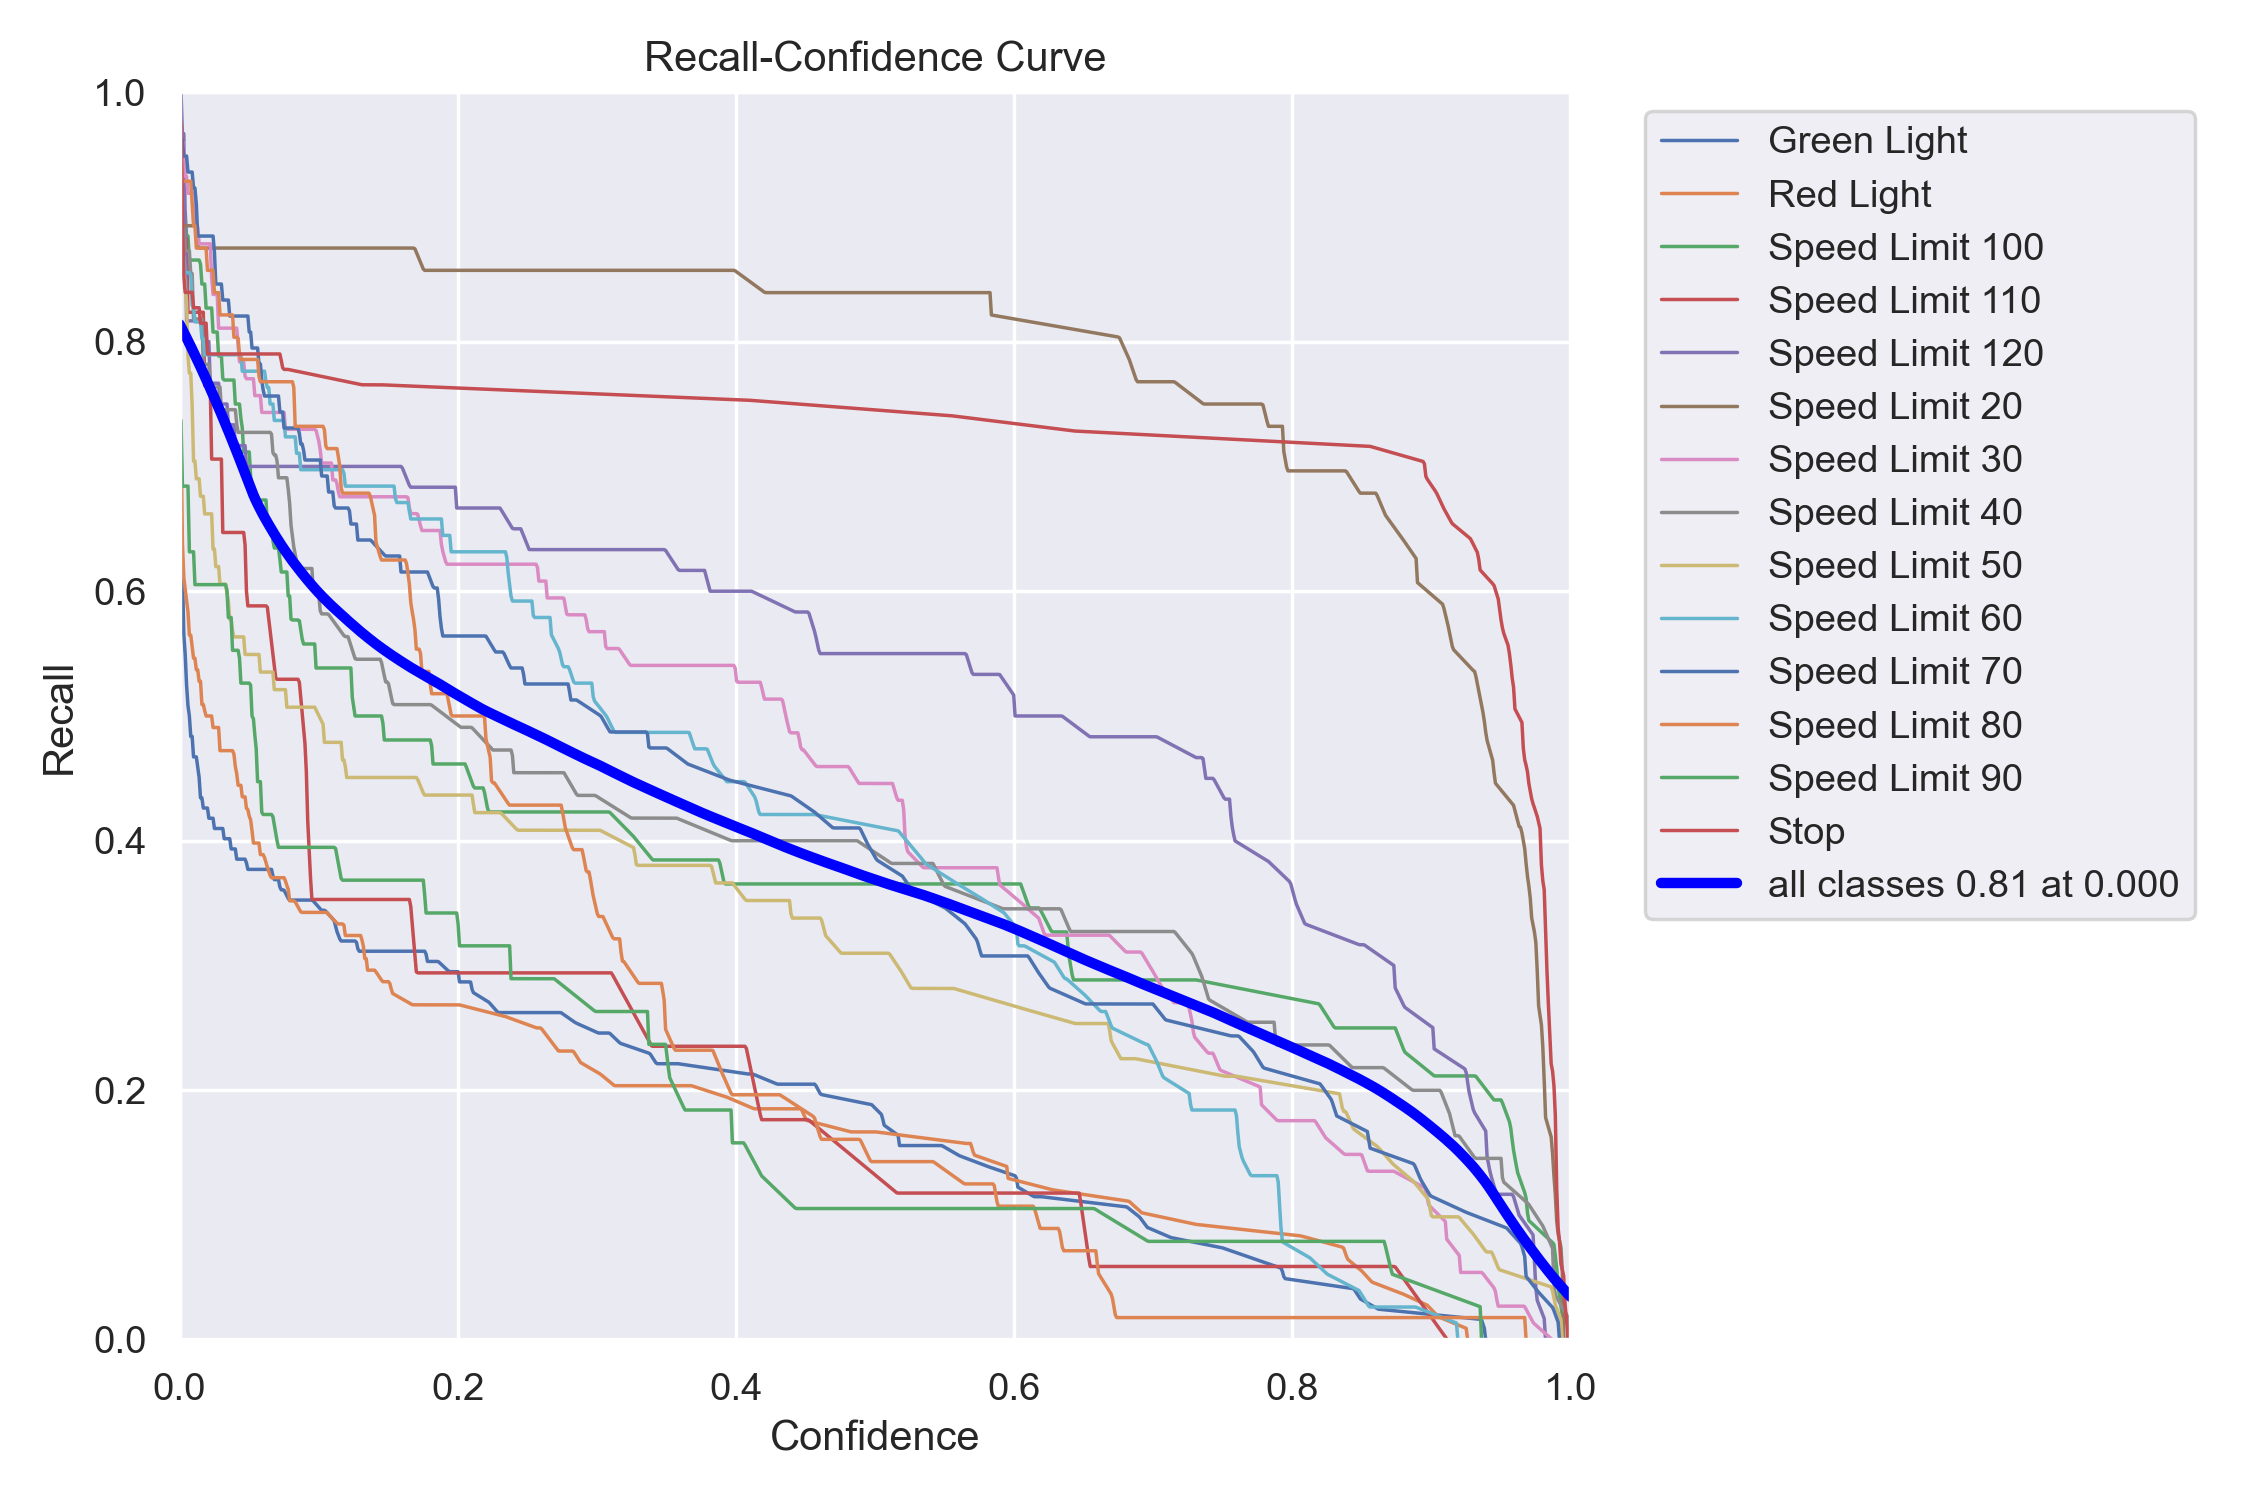 Recall-Confidence Curve
1.0
0.8
0.6
0.4
0.2
0.0
Recall
0.0 0.2 0.4 0.6 0.8 1.0
Confidence
Green Light
Red Light
Speed Limit 100
Speed Limit 110
Speed Limit 120
Speed Limit 20
Speed Limit 30
Speed Limit 40
Speed Limit 50
Speed Limit 60
Speed Limit 70
Speed Limit 80
Speed Limit 90
Stop
all classes 0.81 at 0.000